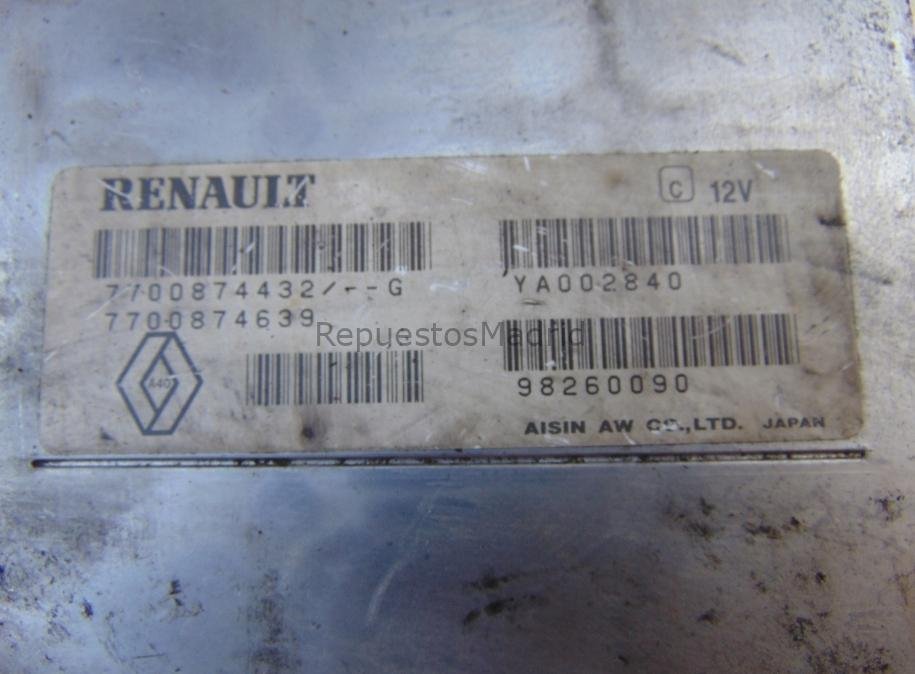 RENAULT
C 12V
7700874432/--G
YA002840
7700874639
RepuestosMadrid
98260090
AISIN AW CO.,LTD. JAPAN